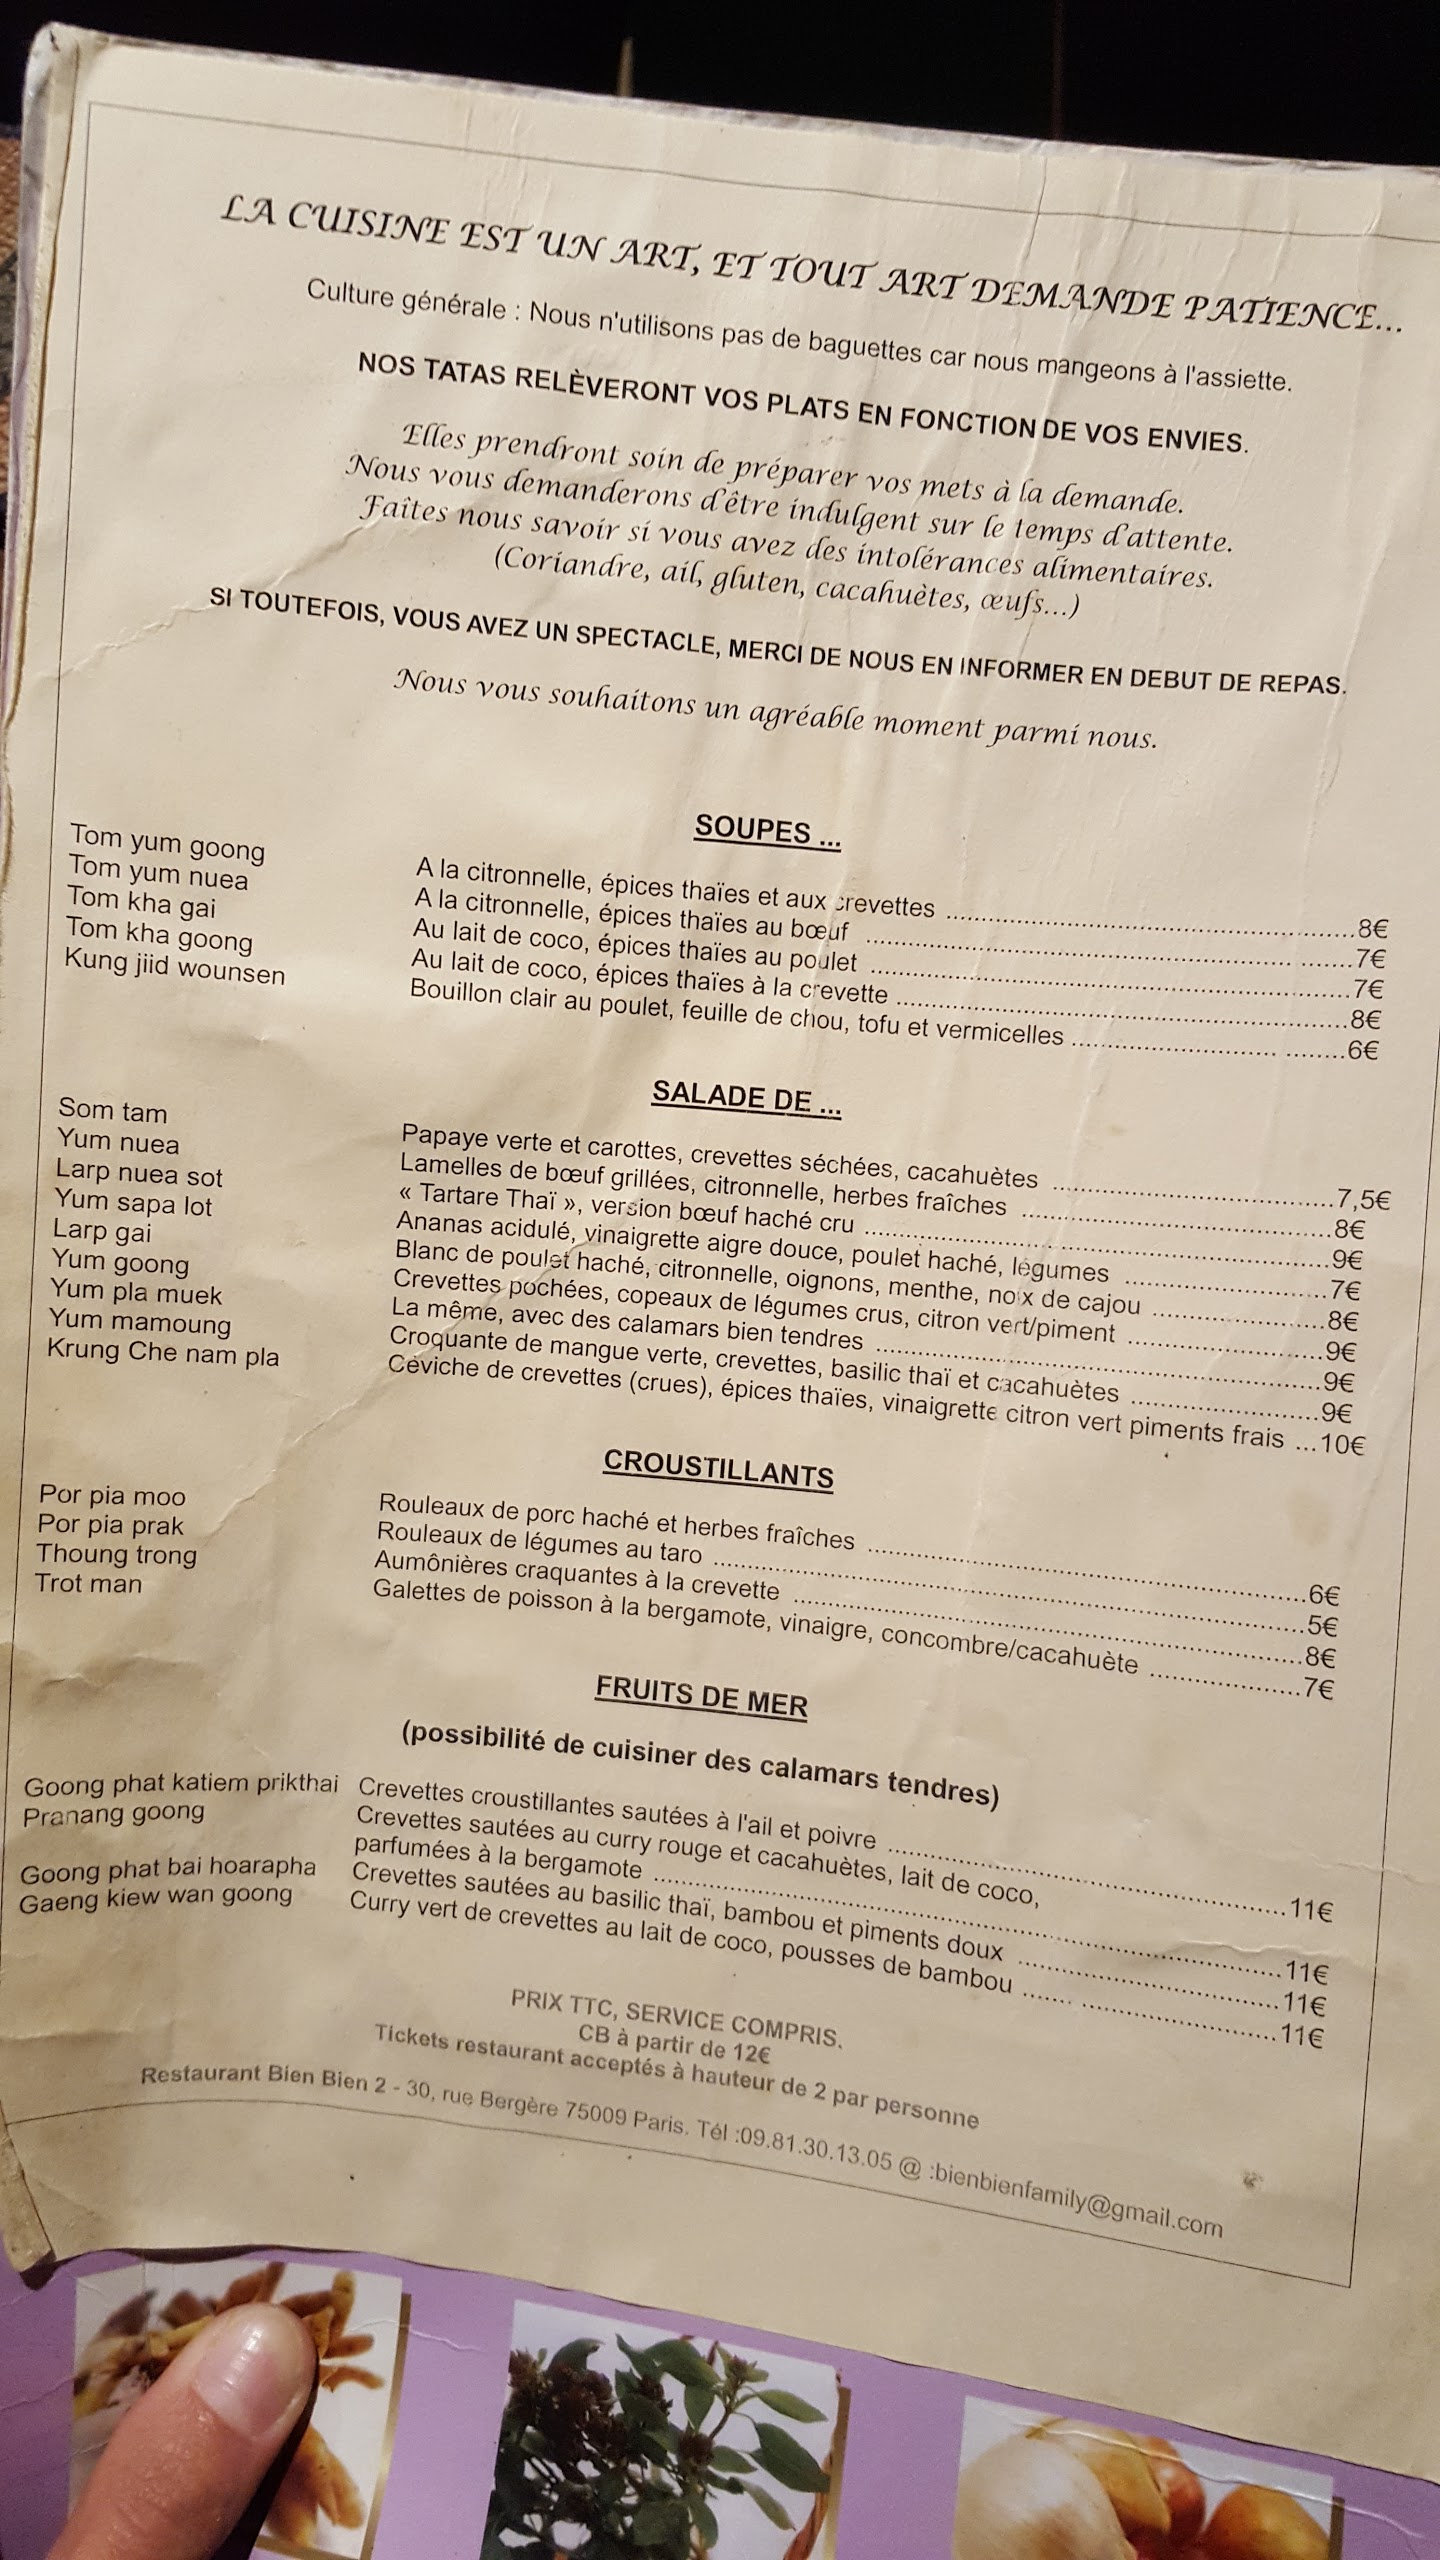 LA CUISINE EST UN ART, ET TOUT ART DEMANDE PATIENCE...
Culture générale : Nous n'utilisons pas de baguettes car nous mangeons à l'assiette.
NOS TATAS RELÈVERONT VOS PLATS EN FONCTION DE VOS ENVIES.
Elles prendront soin de préparer vos mets à la demande.
Nous vous demanderons d'être indulgent sur le temps d'attente.
Faîtes nous savoir si vous avez des intolérances alimentaires.
(Coriandre, ail, gluten, cacahuètes, œufs...)
SI TOUTEFOIS, VOUS AVEZ UN SPECTACLE, MERCI DE NOUS EN INFORMER EN DEBUT DE REPAS.
Nous vous souhaitons un agréable moment parmi nous.
SOUPES ...
Tom yum goong A la citronnelle, épices thaïes et aux crevettes ..... 8€
Tom yum nuea A la citronnelle, épices thaïes au bœuf ..... 7€
Tom kha gai Au lait de coco, épices thaïes au poulet ..... 7€
Tom kha goong Au lait de coco, épices thaïes à la crevette ..... 8€
Kung jiid wounsen Bouillon clair au poulet, feuille de chou, tofu et vermicelles ..... 6€
SALADE DE ...
Som tam Papaye verte et carottes, crevettes séchées, cacahuètes ..... 7,5€
Yum nuea Lamelles de bœuf grillées, citronnelle, herbes fraîches ..... 8€
Larp nuea sot « Tartare Thaï », version bœuf haché cru ..... 9€
Yum sapa lot Ananas acidulé, vinaigrette aigre douce, poulet haché, légumes ..... 7€
Larp gai Blanc de poulet haché, citronnelle, oignons, menthe, noix de cajou ..... 8€
Yum goong Crevettes pochées, copeaux de légumes crus, citron vert/piment ..... 9€
Yum pla muek La même, avec des calamars bien tendres ..... 9€
Yum mamoung Croquante de mangue verte, crevettes, basilic thaï et cacahuètes ..... 9€
Krung Che nam pla Céviche de crevettes (crues), épices thaïes, vinaigrette citron vert piments frais ...10€
CROUSTILLANTS
Por pia moo Rouleaux de porc haché et herbes fraîches ..... 6€
Por pia prak Rouleaux de légumes au taro ..... 5€
Thoung trong Aumônières craquantes à la crevette ..... 8€
Trot man Galettes de poisson à la bergamote, vinaigre, concombre/cacahuète ..... 7€
FRUITS DE MER
(possibilité de cuisiner des calamars tendres)
Goong phat katiem prikthai Crevettes croustillantes sautées à l'ail et poivre ..... 11€
Pranang goong Crevettes sautées au curry rouge et cacahuètes, lait de coco,
parfumées à la bergamote ..... 11€
Goong phat bai hoarapha Crevettes sautées au basilic thaï, bambou et piments doux ..... 11€
Gaeng kiew wan goong Curry vert de crevettes au lait de coco, pousses de bambou ..... 11€
PRIX TTC, SERVICE COMPRIS.
CB à partir de 12€
Tickets restaurant acceptés à hauteur de 2 par personne
Restaurant Bien Bien 2 - 30, rue Bergère 75009 Paris. Tél :09.81.30.13.05 @ :bienbienfamily@gmail.com